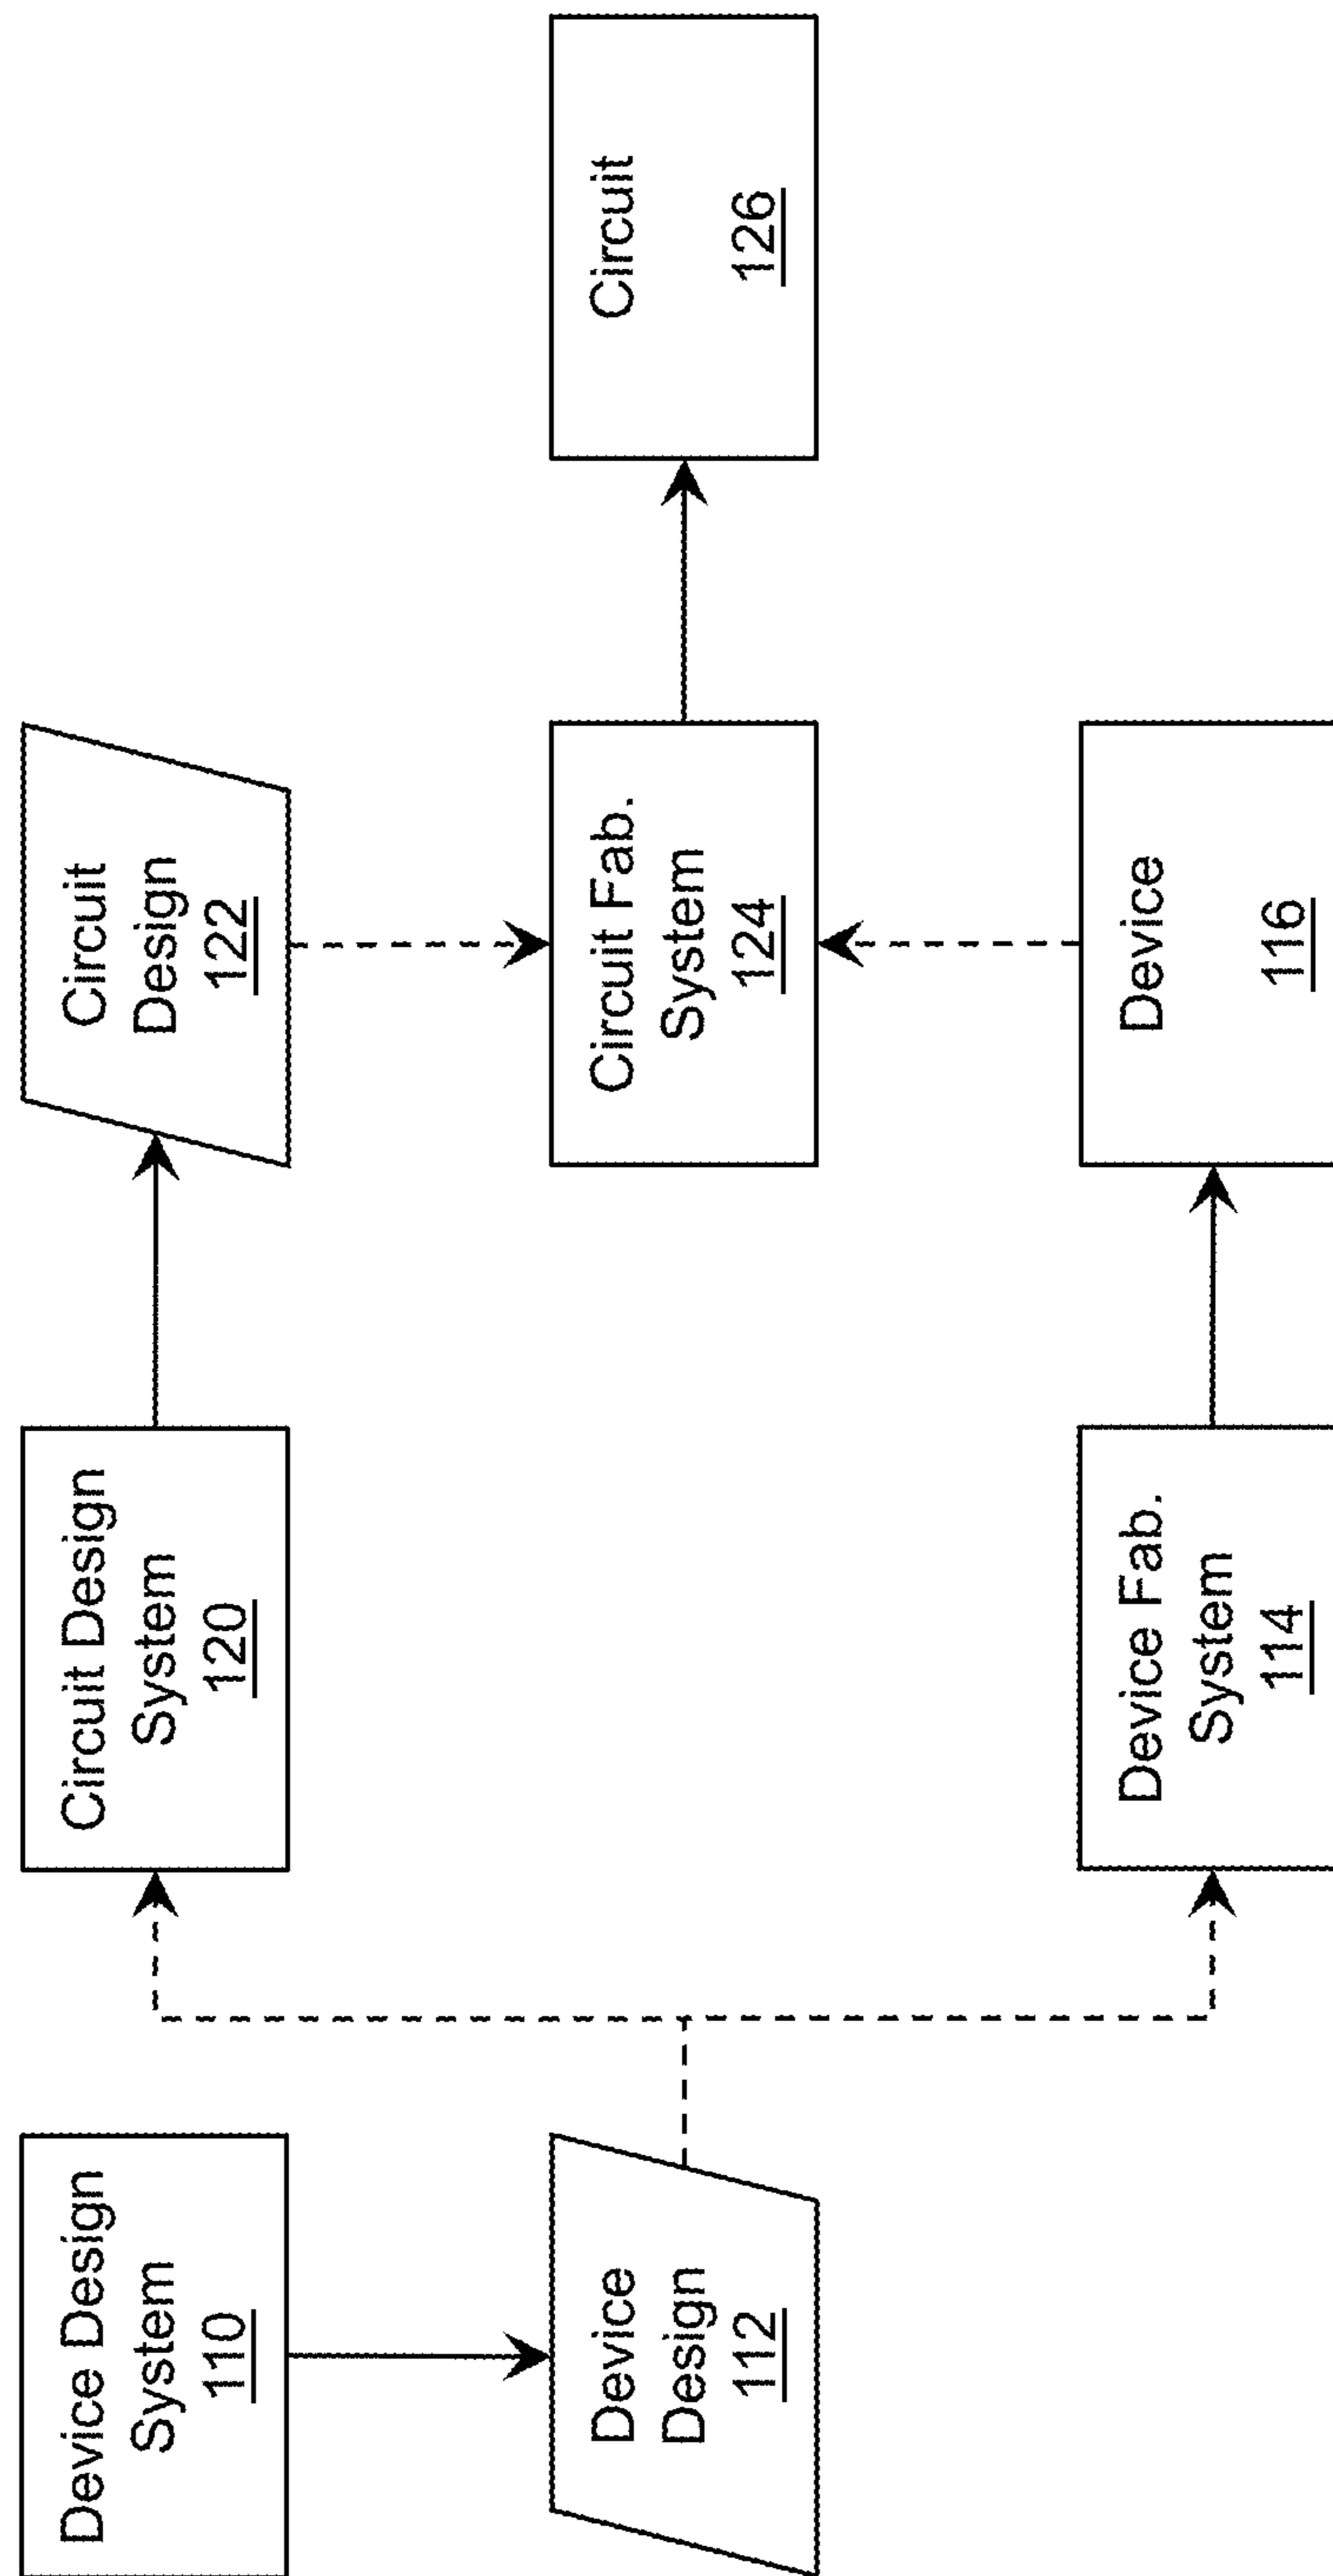 Device Design
System
110
Device
Design
112
Circuit Design
System
120
Device Fab.
System
114
Circuit
Design
122
Circuit Fab.
System
124
Device
116
Circuit
126